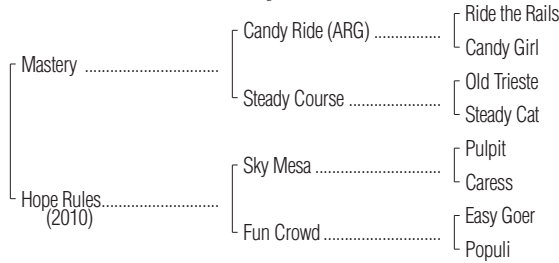 Ride the Rails
Candy Ride (ARG) ................
Candy Girl
Mastery ................................
Old Trieste
Steady Course ......................
Steady Cat
Pulpit
Sky Mesa ..............................
Caress
Hope Rules............................
(2010)
Easy Goer
Fun Crowd ............................
Populi